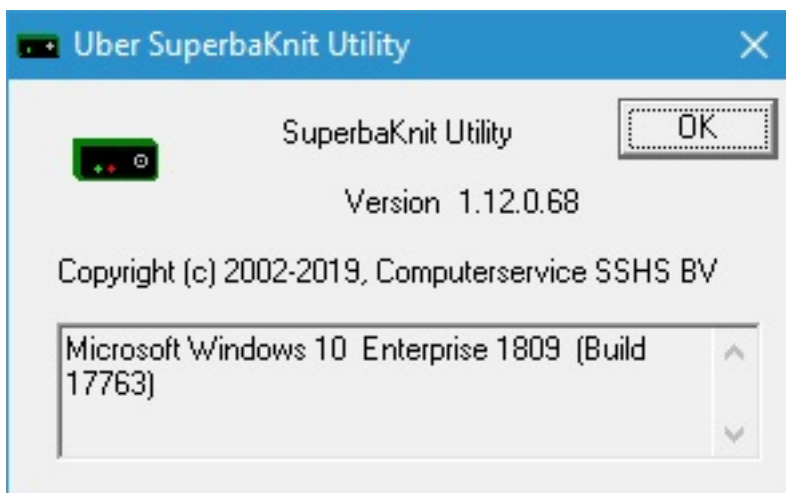 Uber SuperbaKnit Utility
SuperbaKnit Utility
OK
Version 1.12.0.68
Copyright (c) 2002-2019, Computerservice SSHS BV
Microsoft Windows 10 Enterprise 1809 (Build
17763)